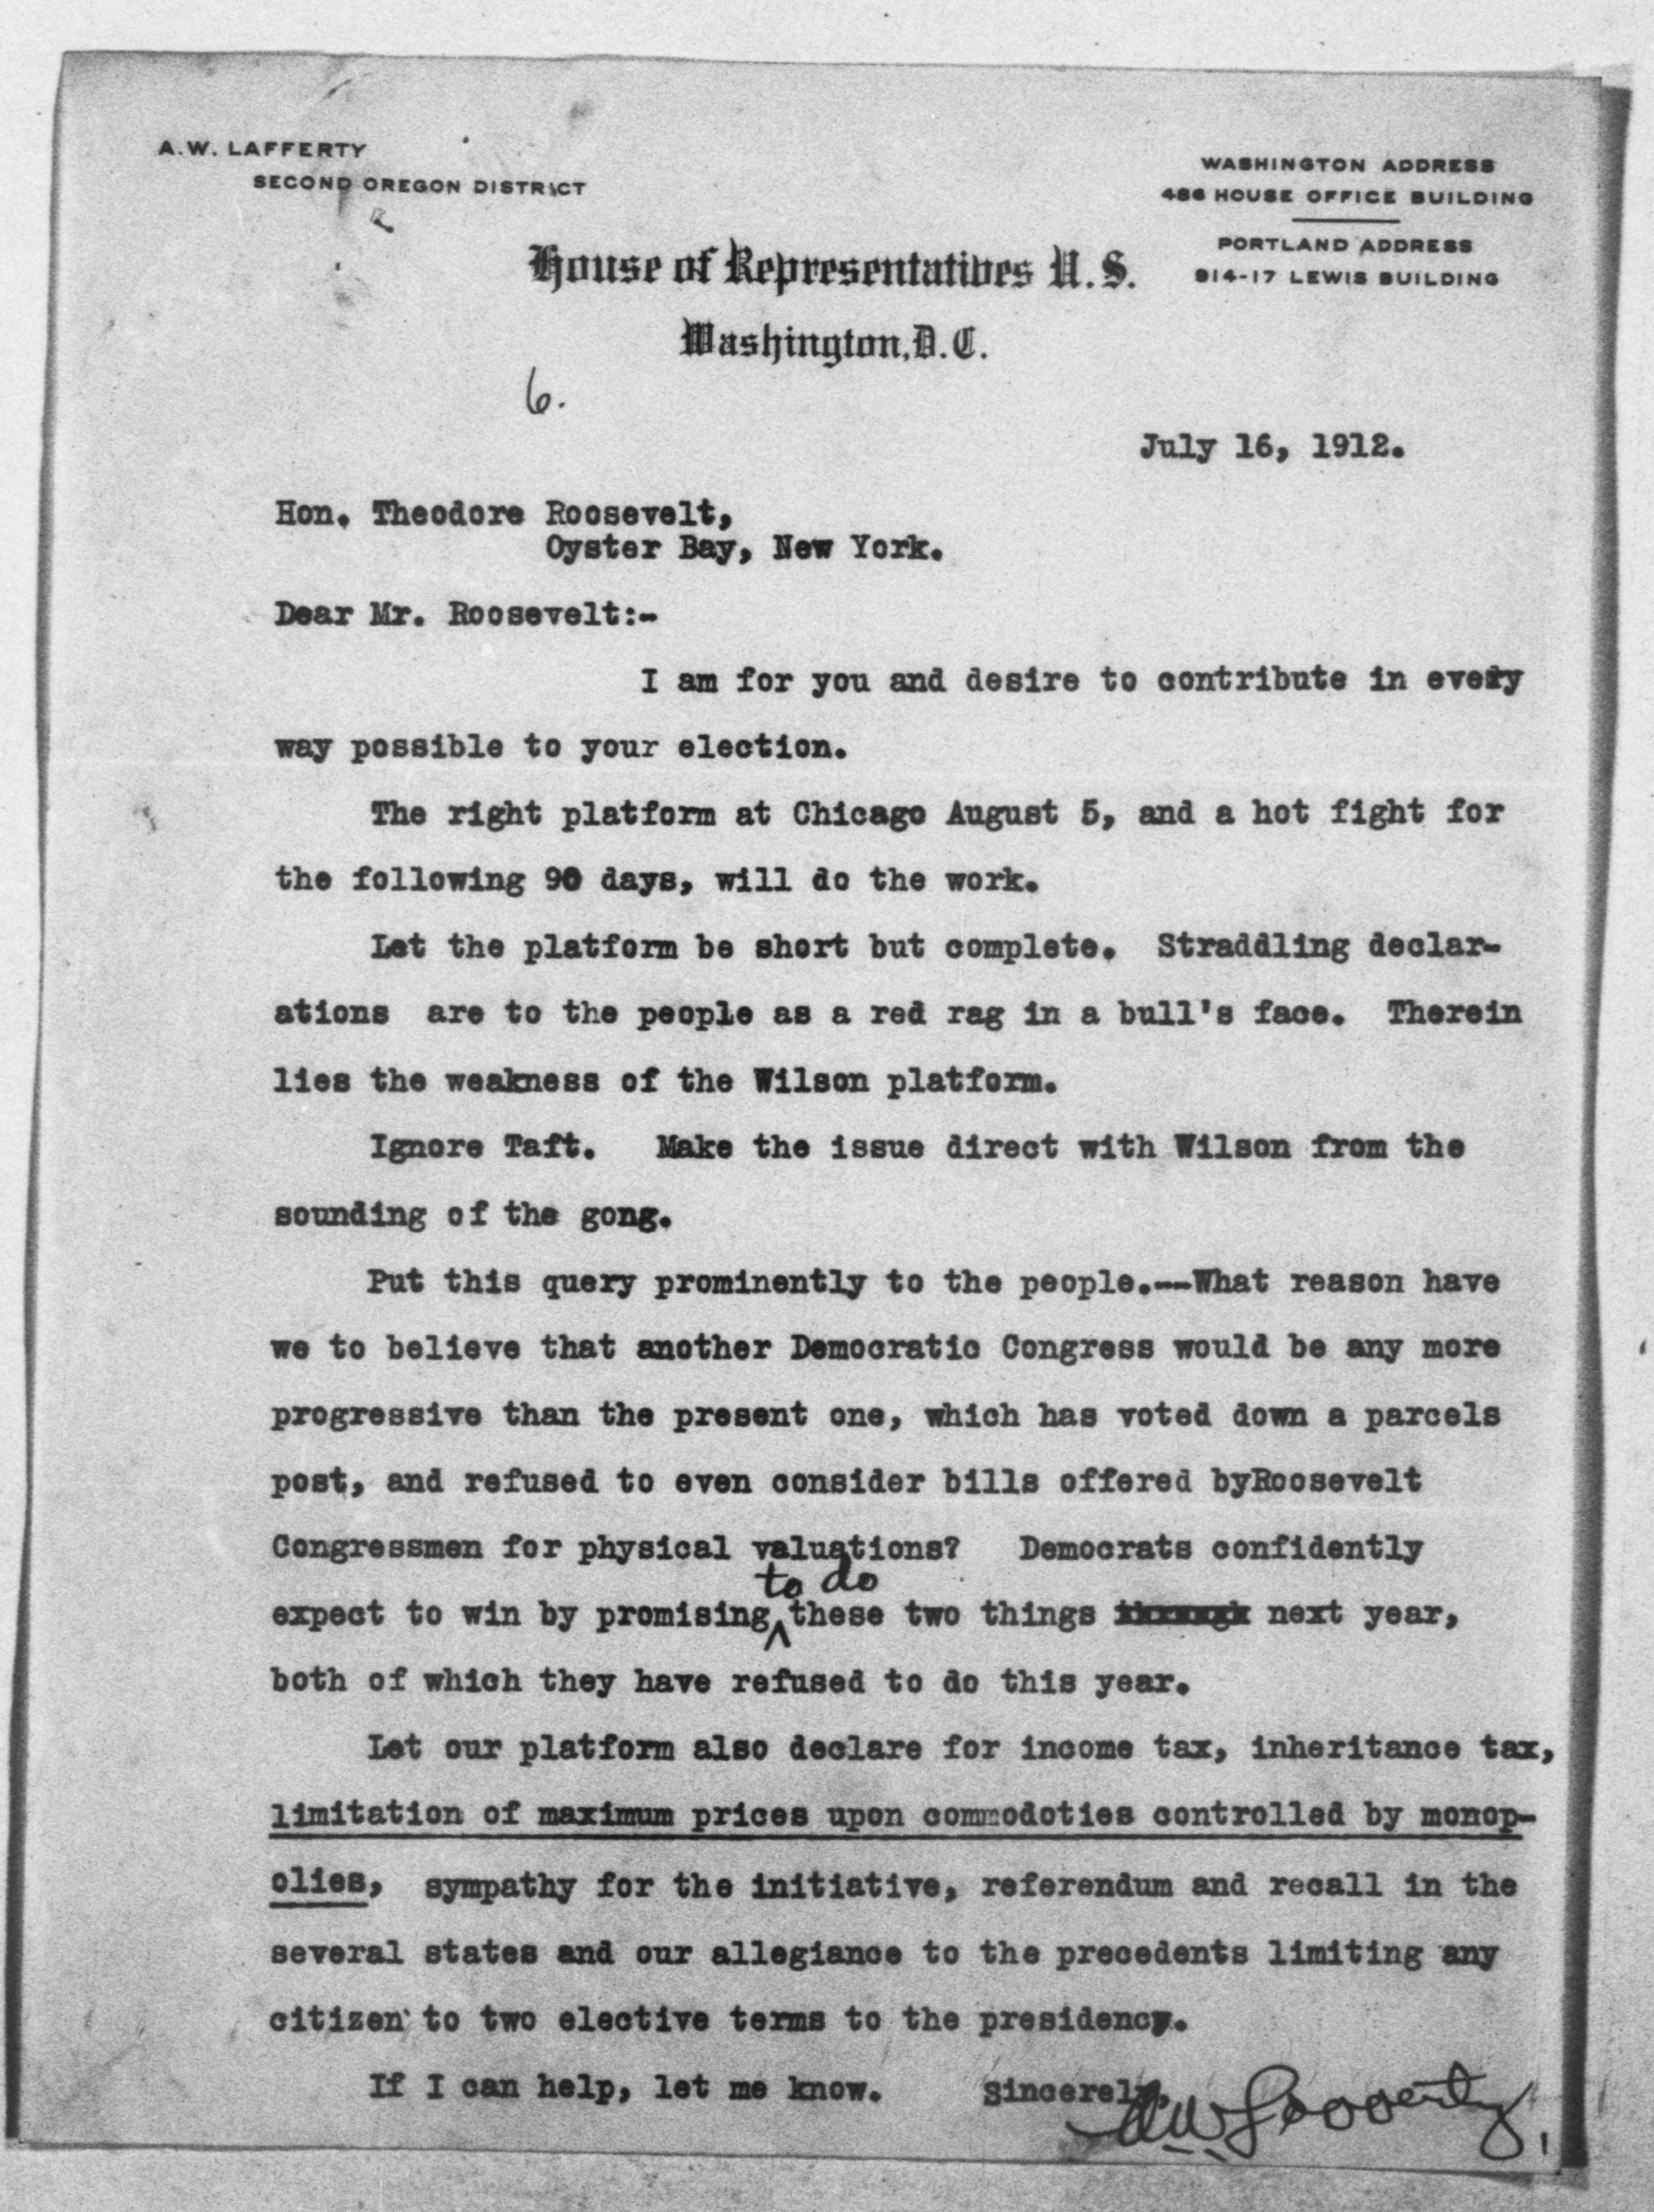 A.W. LAFFERTY
SECOND OREGON DISTRICT
WASHINGTON ADDRESS
486 HOUSE OFFICE BUILDING
PORTLAND ADDRESS
914-17 LEWIS BUILDING
House of Representatives U.S.
Washington, D.C.
6.
July 16, 1912.
Hon. Theodore Roosevelt,
Oyster Bay, New York.
Dear Mr. Roosevelt:-
I am for you and desire to contribute in every
way possible to your election.
The right platform at Chicago August 5, and a hot fight for
the following 90 days, will do the work.
Let the platform be short but complete. Straddling declar-
ations are to the people as a red rag in a bull's face. Therein
lies the weakness of the Wilson platform.
Ignore Taft. Make the issue direct with Wilson from the
sounding of the gong.
Put this query prominently to the people.--What reason have
we to believe that another Democratic Congress would be any more
progressive than the present one, which has voted down a parcels
post, and refused to even consider bills offered byRoosevelt
Congressmen for physical valuations? Democrats confidently
expect to win by promising to do these two things next year,
both of which they have refused to do this year.
Let our platform also declare for income tax, inheritance tax,
limitation of maximum prices upon commodoties controlled by monop-
olies, sympathy for the initiative, referendum and recall in the
several states and our allegiance to the precedents limiting any
citizen to two elective terms to the presidency.
If I can help, let me know. Sincerely,
AW Lafferty